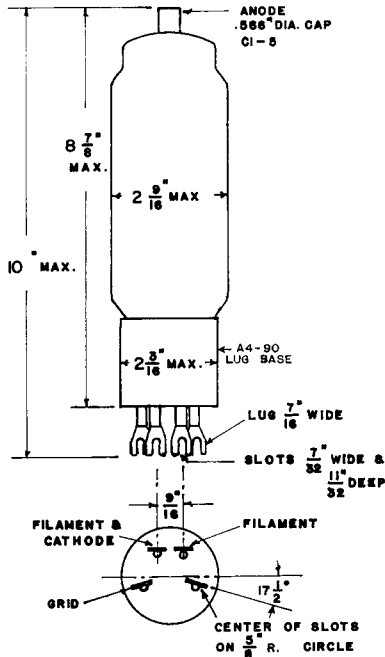 ANODE
.566" DIA. CAP
C1-5
8 7/8"
MAX.
2 9/16" MAX
10" MAX.
A4-90
LUG BASE
2 3/16" MAX.
LUG 7/16" WIDE
SLOTS 7/32" WIDE &
11/32" DEEP
9/16"
FILAMENT &
CATHODE
FILAMENT
17 1/2°
GRID
CENTER OF SLOTS
ON 5/8" R. CIRCLE